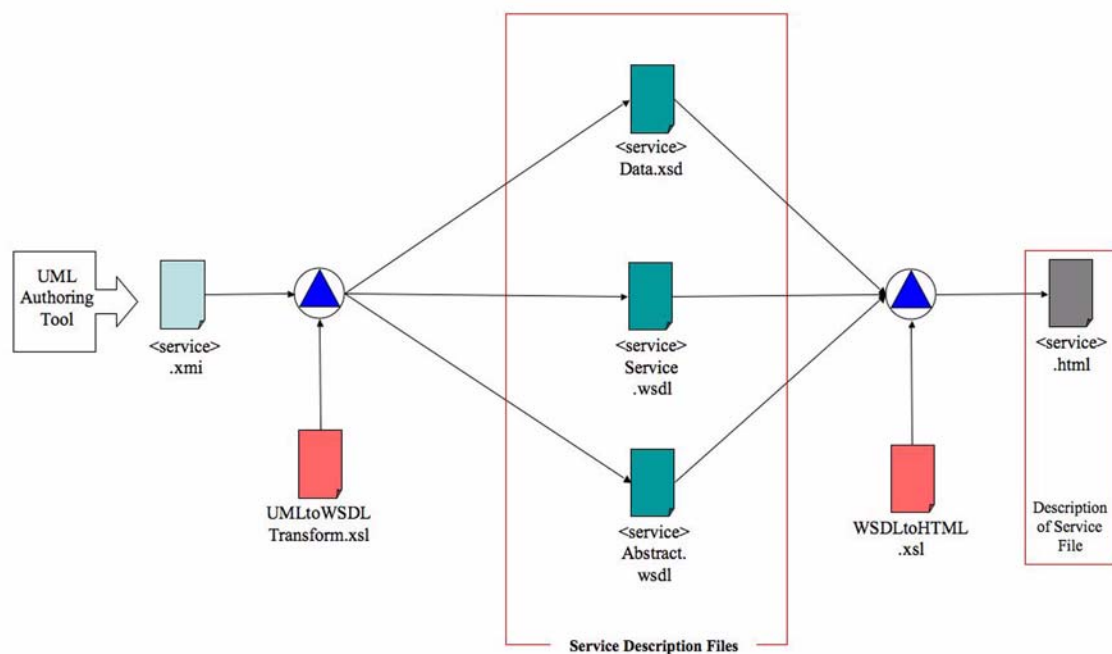 UML
Authoring
Tool
<service>
.xmi
UMLtoWSDL
Transform.xsl
<service>
Data.xsd
<service>
Service
.wsdl
<service>
Abstract.
wsdl
Service Description Files
WSDLtoHTML
.xsl
<service>
.html
Description
of Service
File